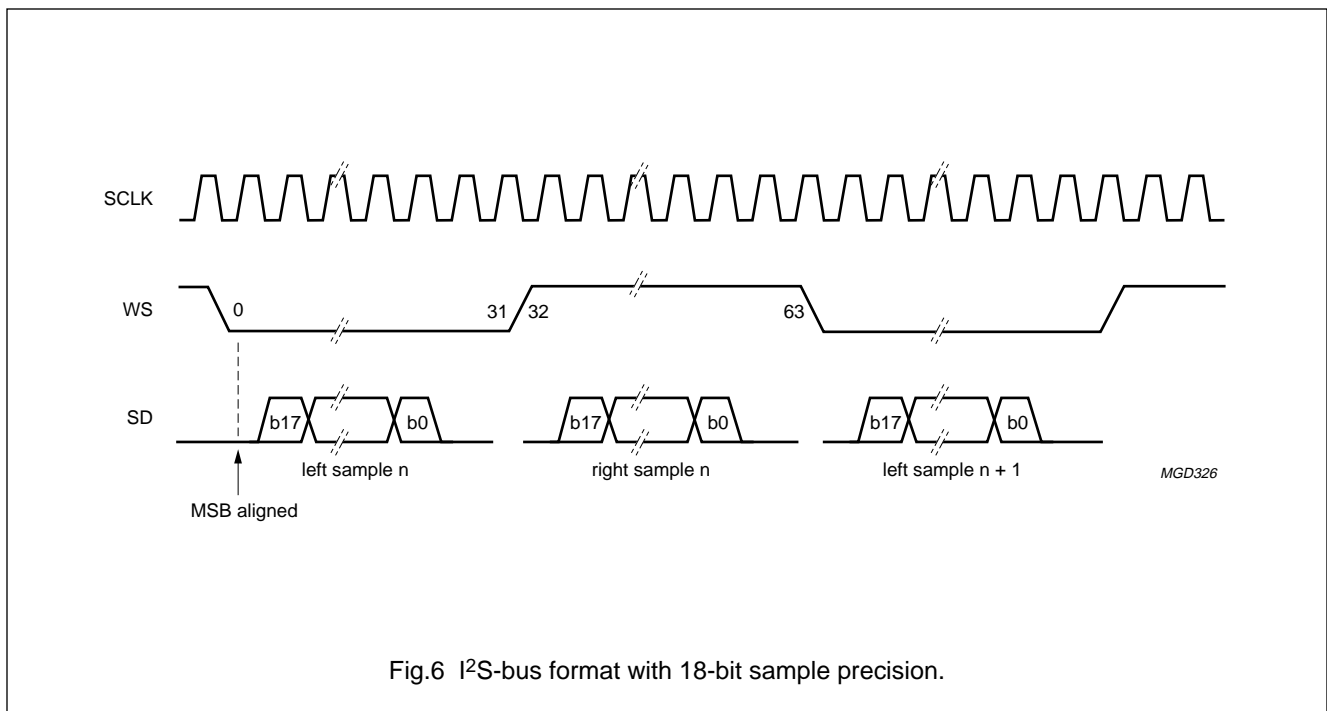 SCLK
WS
0
31
32
63
SD
b17
b0
b17
b0
b17
b0
left sample n
right sample n
left sample n + 1
MGD326
MSB aligned
Fig.6 I²S-bus format with 18-bit sample precision.